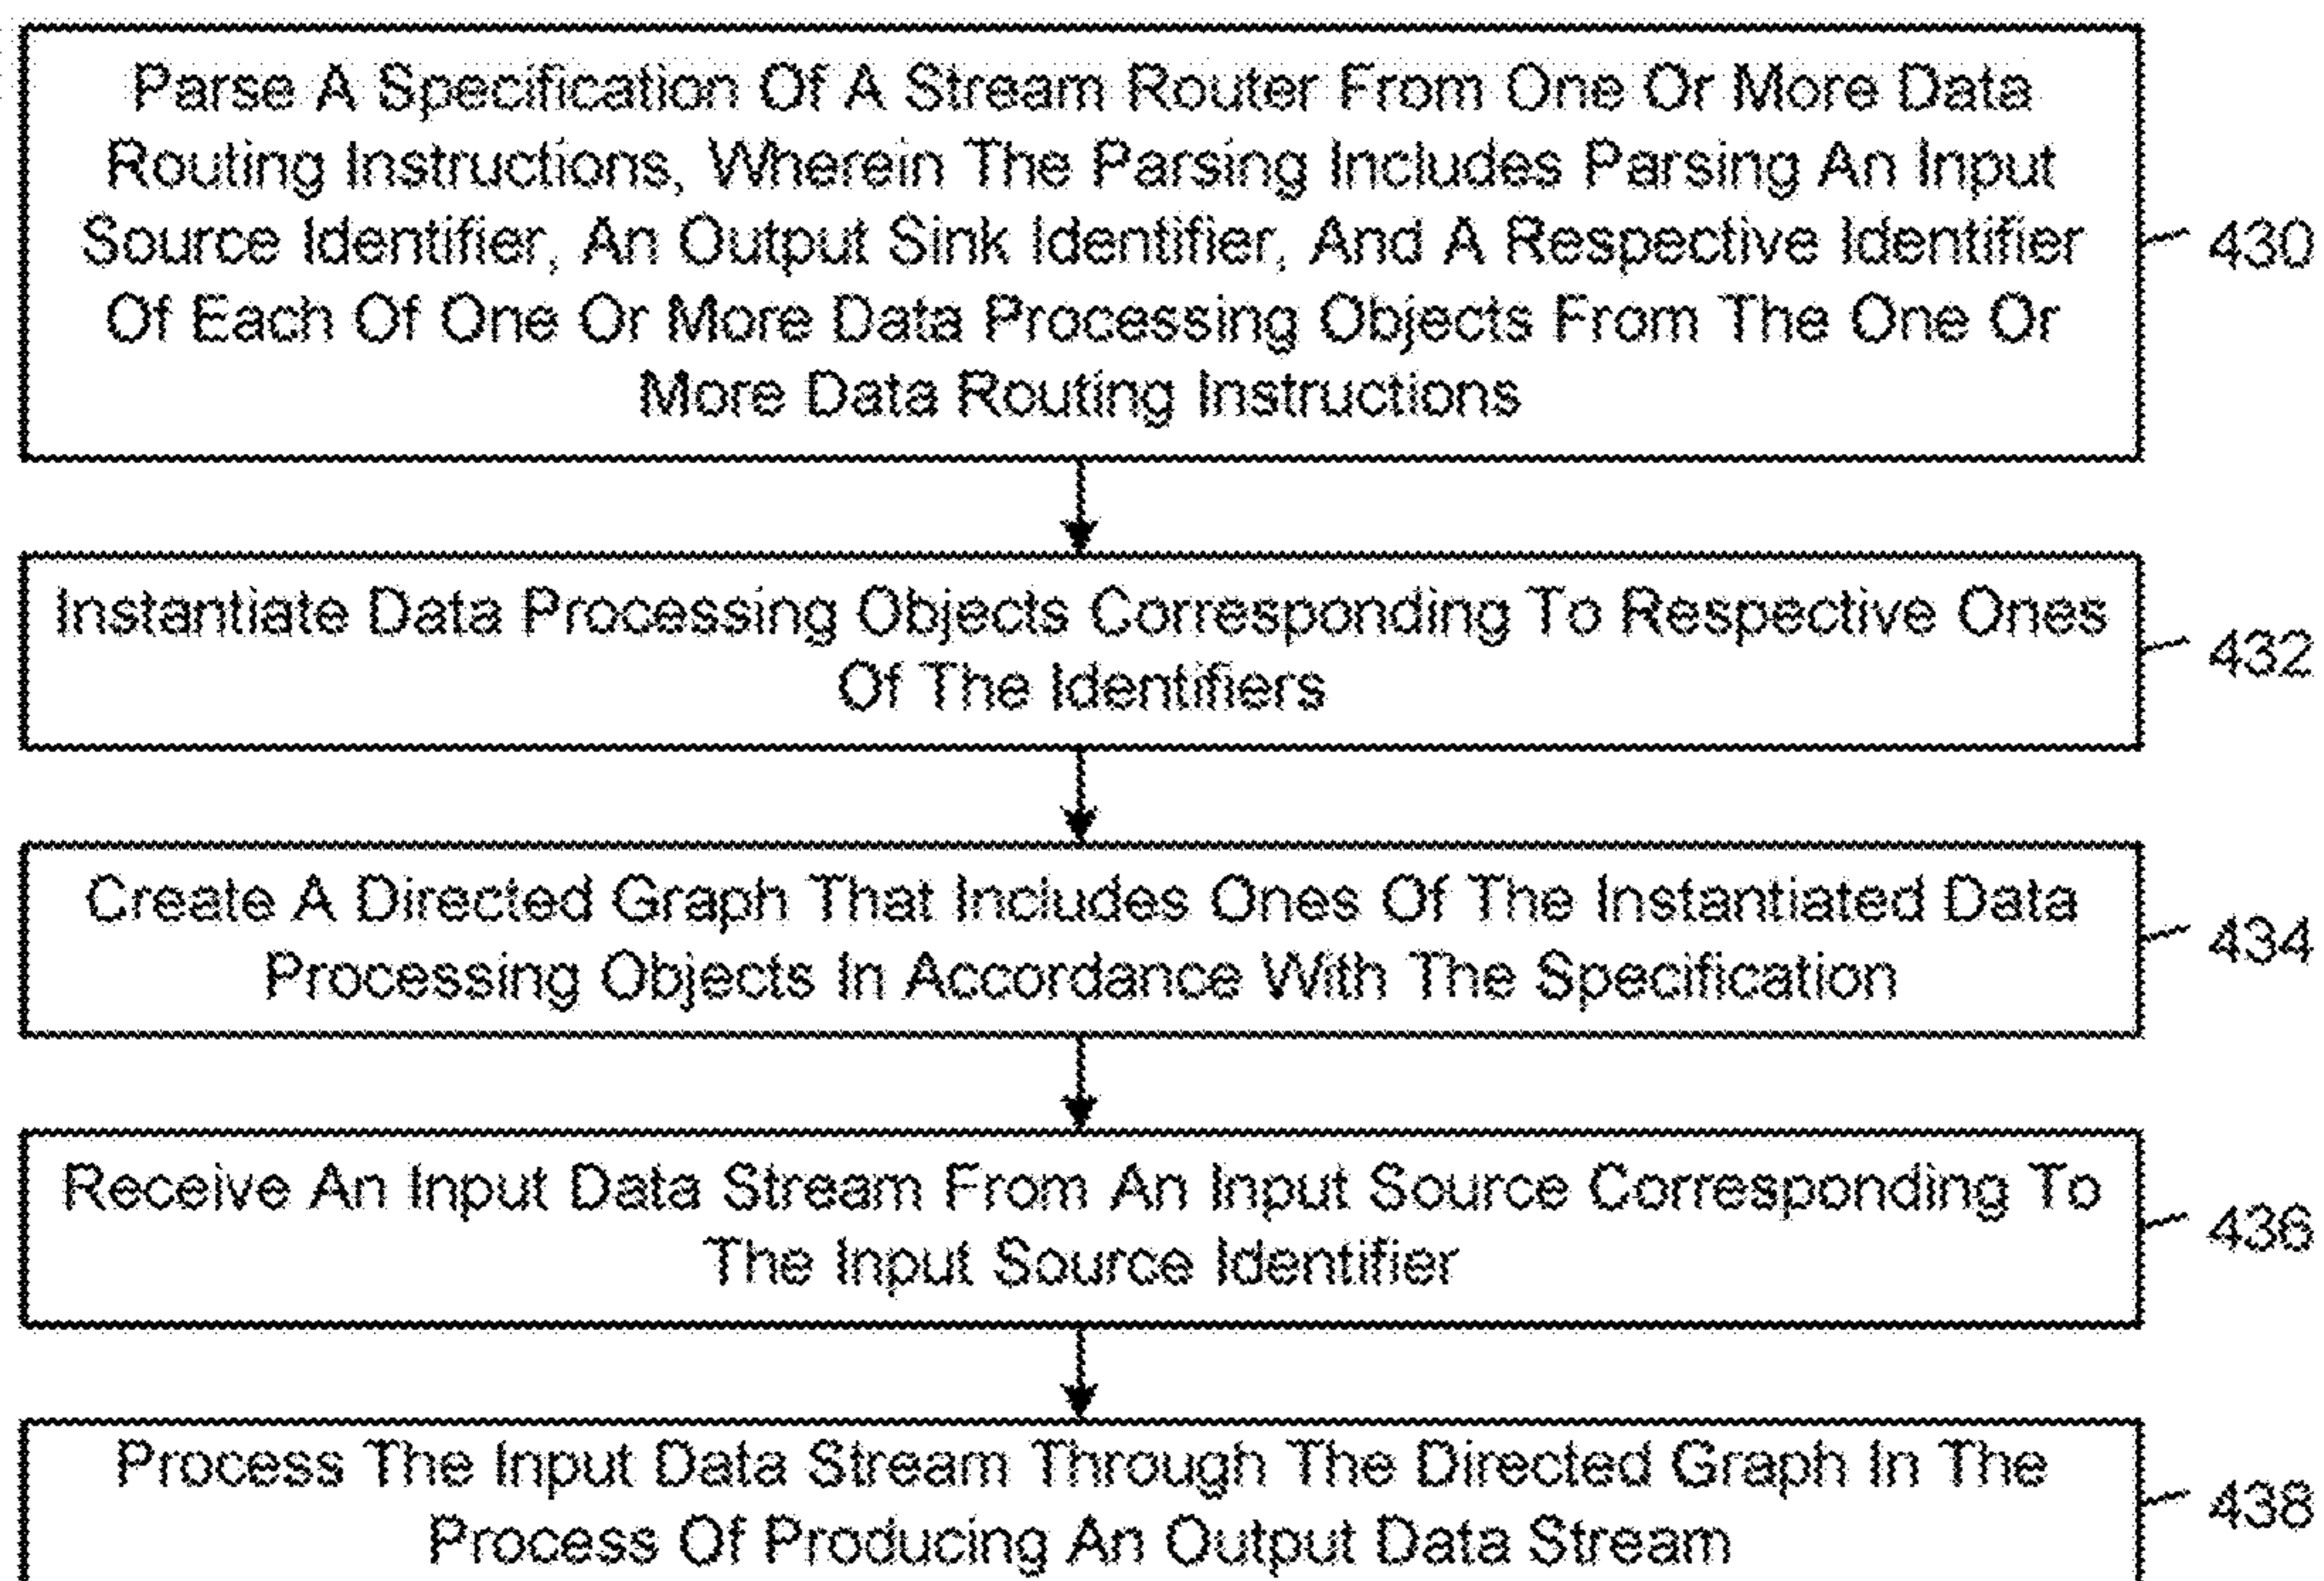 Parse A Specification Of A Stream Router From One Or More Data
Routing Instructions, Wherein The Parsing Includes Parsing An Input
Source Identifier, An Output Sink Identifier, And A Respective Identifier
Of Each Of One Or More Data Processing Objects From The One Or
More Data Routing Instructions
430
Instantiate Data Processing Objects Corresponding To Respective Ones
Of The Identifiers
432
Create A Directed Graph That Includes Ones Of The Instantiated Data
Processing Objects In Accordance With The Specification
434
Receive An Input Data Stream From An Input Source Corresponding To
The Input Source Identifier
436
Process The Input Data Stream Through The Directed Graph In The
Process Of Producing An Output Data Stream
438